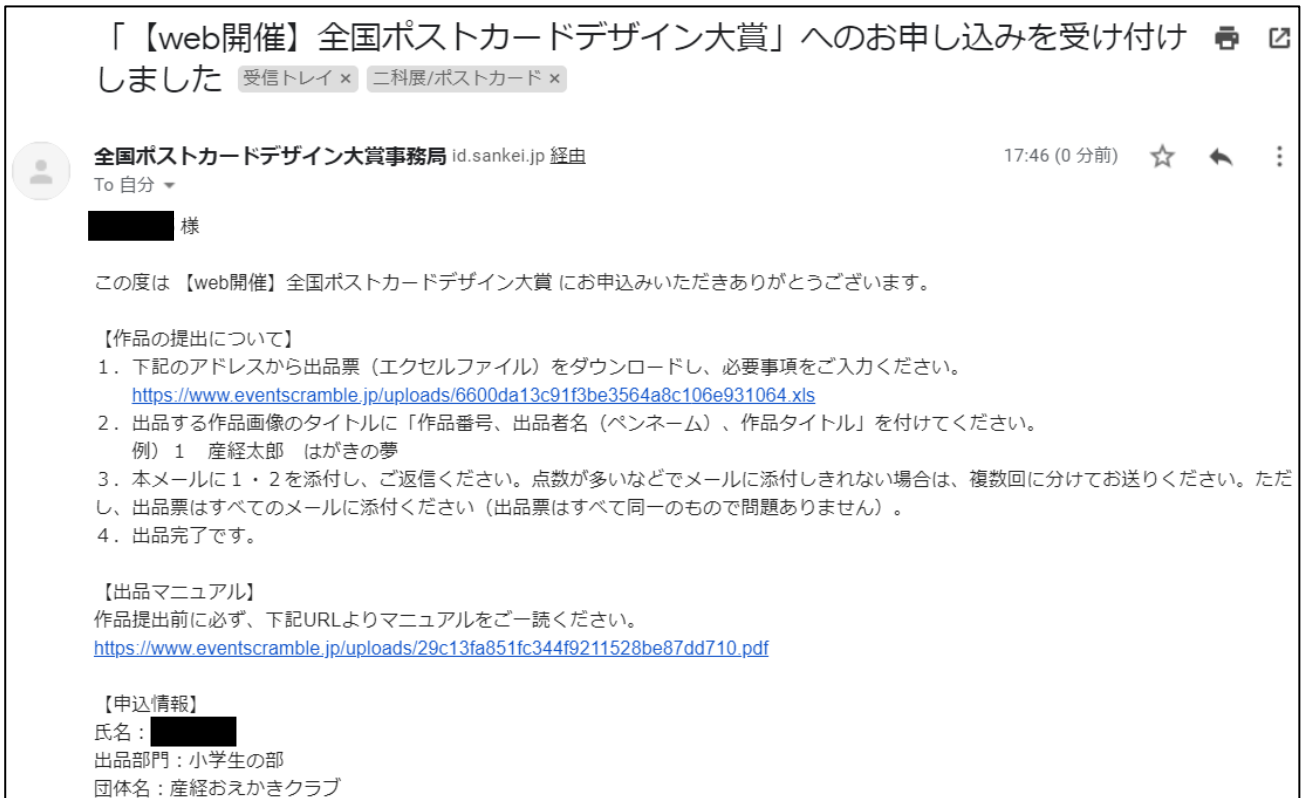 「【web開催】全国ポストカードデザイン大賞」へのお申し込みを受け付け
しました 受信トレイ × 二科展/ポストカード ×
全国ポストカードデザイン大賞事務局 id.sankei.jp 経由 17:46 (0 分前)
To 自分
様
この度は 【web開催】全国ポストカードデザイン大賞 にお申込みいただきありがとうございます。
【作品の提出について】
１．下記のアドレスから出品票（エクセルファイル）をダウンロードし、必要事項をご入力ください。
https://www.eventscramble.jp/uploads/6600da13c91f3be3564a8c106e931064.xls
２．出品する作品画像のタイトルに「作品番号、出品者名（ペンネーム）、作品タイトル」を付けてください。
例）１　産経太郎　はがきの夢
３．本メールに１・２を添付し、ご返信ください。点数が多いなどでメールに添付しきれない場合は、複数回に分けてお送りください。ただ
し、出品票はすべてのメールに添付ください（出品票はすべて同一のもので問題ありません）。
４．出品完了です。
【出品マニュアル】
作品提出前に必ず、下記URLよりマニュアルをご一読ください。
https://www.eventscramble.jp/uploads/29c13fa851fc344f9211528be87dd710.pdf
【申込情報】
氏名：
出品部門：小学生の部
団体名：産経おえかきクラブ